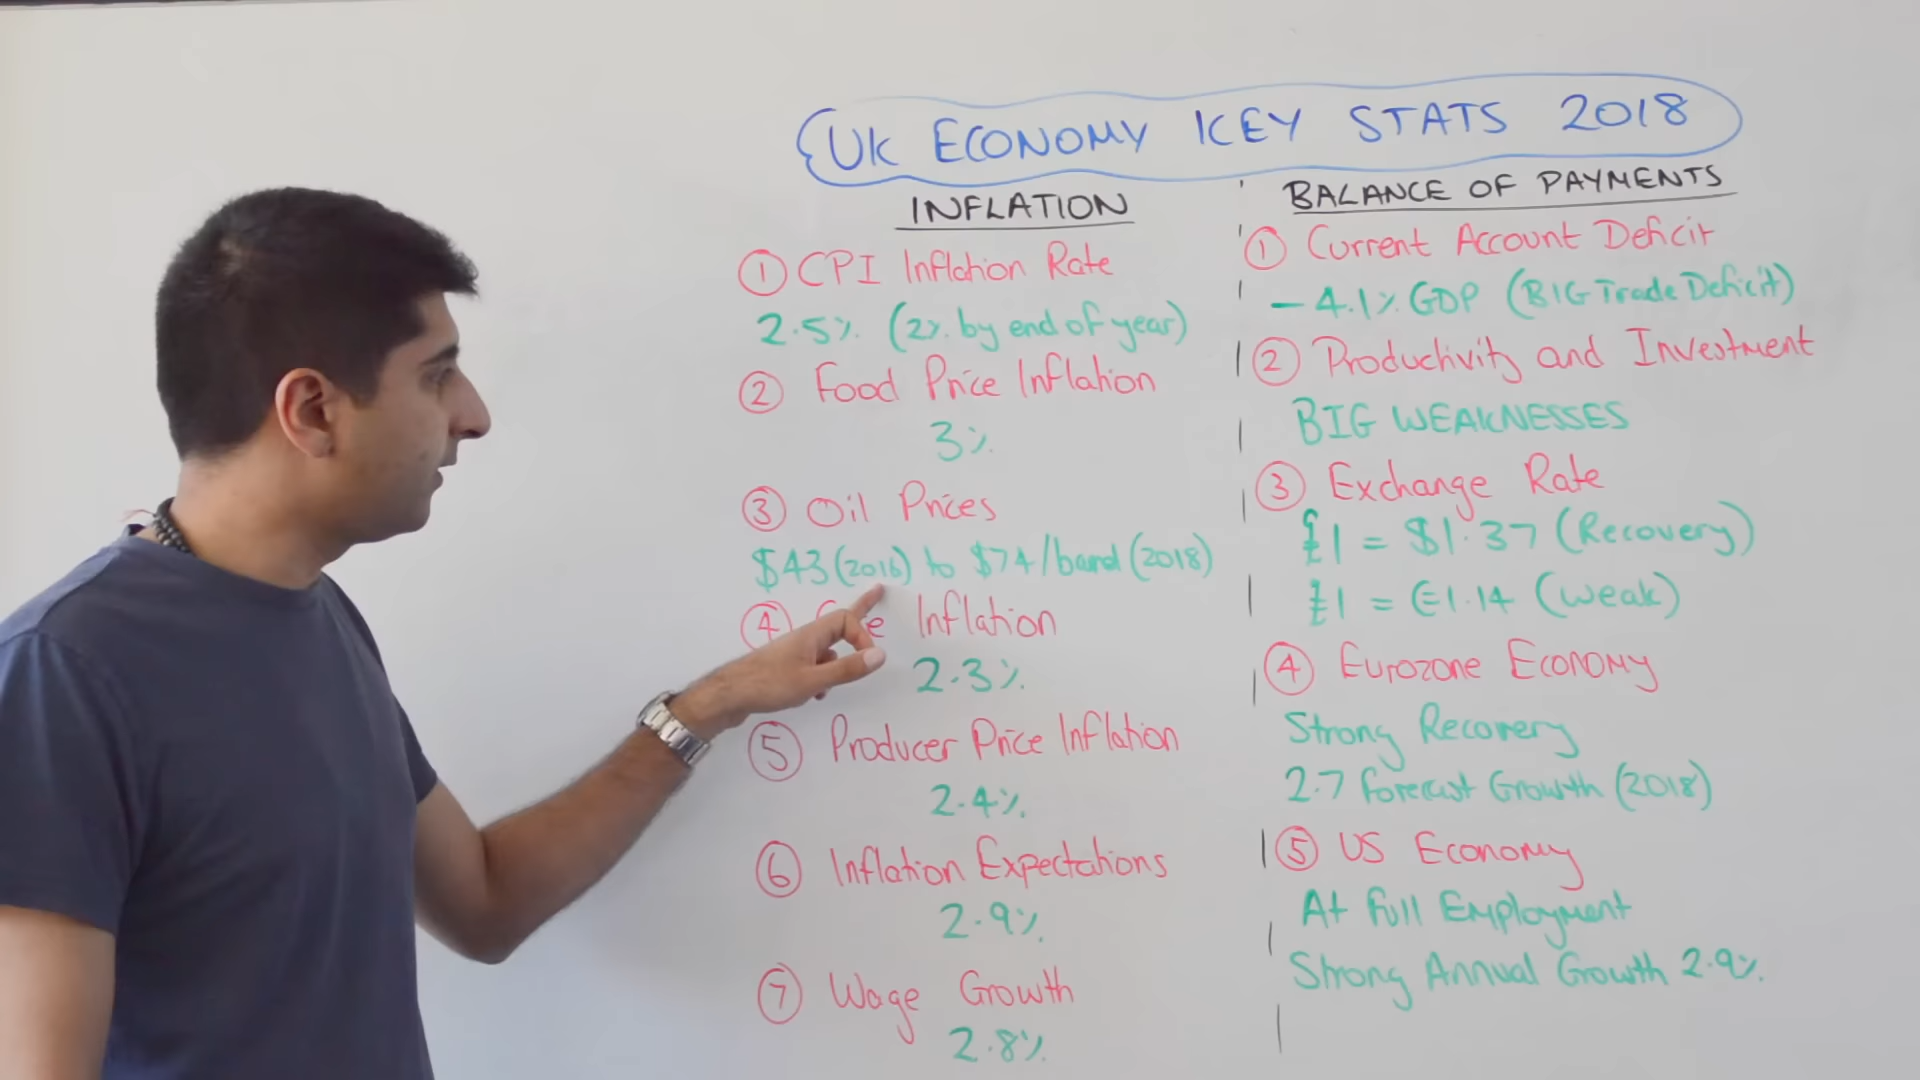 UK ECONOMY KEY STATS 2018
INFLATION
① CPI Inflation Rate
2.5% (2% by end of year)
② Food Price Inflation
3%
③ Oil Prices
$43 (2016) to $74/barrel (2018)
④ Inflation
2.3%
⑤ Producer Price Inflation
2.4%
⑥ Inflation Expectations
2.9%
⑦ Wage Growth
2.8%
BALANCE OF PAYMENTS
① Current Account Deficit
- 4.1% GDP (BIG Trade Deficit)
② Productivity and Investment
BIG WEAKNESSES
③ Exchange Rate
£1 = $1.37 (Recovery)
£1 = €1.14 (Weak)
④ Eurozone Economy
Strong Recovery
2.7 Forecast Growth (2018)
⑤ US Economy
At Full Employment
Strong Annual Growth 2.9%